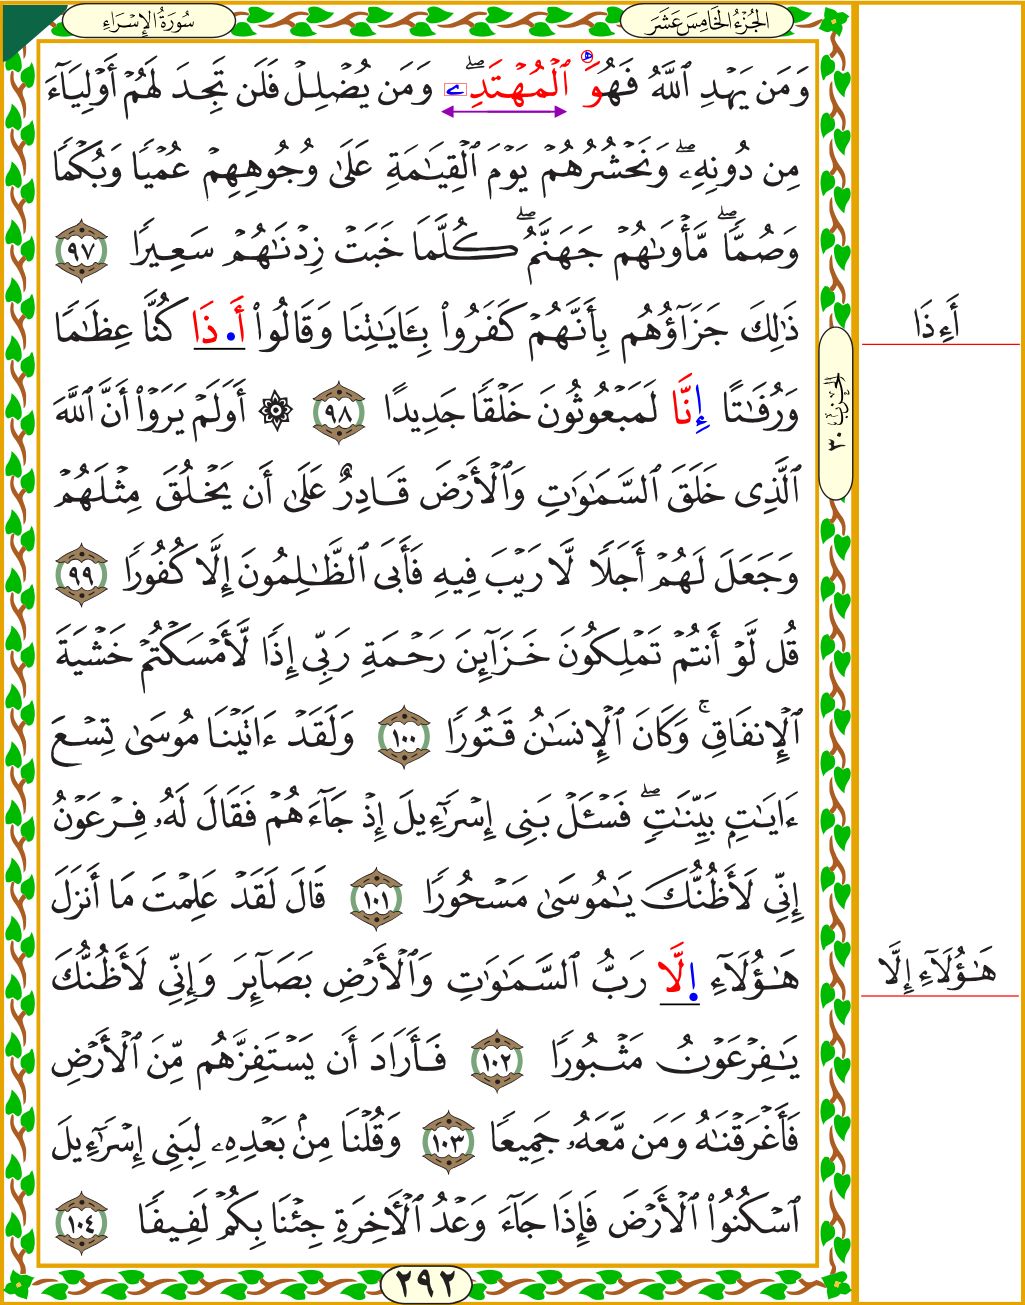 سُورَةُ الإِسْرَاءِ
الجُزْءُ الخَامِسَ عَشَرَ
وَمَن يَهْدِ ٱللَّهُ فَهُوَ ٱلْمُهْتَدِۖ ے وَمَن يُضْلِلْ فَلَن تَجِدَ لَهُمْ أَوْلِيَآءَ
مِن دُونِهِۦۖ وَنَحْشُرُهُمْ يَوْمَ ٱلْقِيَٰمَةِ عَلَىٰ وُجُوهِهِمْ عُمْيًا وَبُكْمًا
وَصُمًّاۖ مَّأْوَىٰهُمْ جَهَنَّمُۖ كُلَّمَا خَبَتْ زِدْنَٰهُمْ سَعِيرًا ٩٧
ذَٰلِكَ جَزَآؤُهُم بِأَنَّهُمْ كَفَرُوا۟ بِـَٔايَٰتِنَا وَقَالُوٓا۟ أَ۬ذَا كُنَّا عِظَٰمًا
وَرُفَٰتًا إِنَّا لَمَبْعُوثُونَ خَلْقًا جَدِيدًا ٩٨ ۞ أَوَلَمْ يَرَوْا۟ أَنَّ ٱللَّهَ
ٱلَّذِى خَلَقَ ٱلسَّمَٰوَٰتِ وَٱلْأَرْضَ قَادِرٌ عَلَىٰٓ أَن يَخْلُقَ مِثْلَهُمْ
وَجَعَلَ لَهُمْ أَجَلًا لَّا رَيْبَ فِيهِ فَأَبَى ٱلظَّٰلِمُونَ إِلَّا كُفُورًا ٩٩
قُل لَّوْ أَنتُمْ تَمْلِكُونَ خَزَآئِنَ رَحْمَةِ رَبِّى إِذًا لَّأَمْسَكْتُمْ خَشْيَةَ
ٱلْإِنفَاقِۚ وَكَانَ ٱلْإِنسَٰنُ قَتُورًا ١٠٠ وَلَقَدْ ءَاتَيْنَا مُوسَىٰ تِسْعَ
ءَايَٰتٍۭ بَيِّنَٰتٍۖ فَسْـَٔلْ بَنِىٓ إِسْرَٰٓءِيلَ إِذْ جَآءَهُمْ فَقَالَ لَهُۥ فِرْعَوْنُ
إِنِّى لَأَظُنُّكَ يَٰمُوسَىٰ مَسْحُورًا ١٠١ قَالَ لَقَدْ عَلِمْتَ مَآ أَنزَلَ
هَٰٓؤُلَآءِ ا۪لَّا رَبُّ ٱلسَّمَٰوَٰتِ وَٱلْأَرْضِ بَصَآئِرَ وَإِنِّى لَأَظُنُّكَ
يَٰفِرْعَوْنُ مَثْبُورًا ١٠٢ فَأَرَادَ أَن يَسْتَفِزَّهُم مِّنَ ٱلْأَرْضِ
فَأَغْرَقْنَٰهُ وَمَن مَّعَهُۥ جَمِيعًا ١٠٣ وَقُلْنَا مِنۢ بَعْدِهِۦ لِبَنِىٓ إِسْرَٰٓءِيلَ
ٱسْكُنُوا۟ ٱلْأَرْضَ فَإِذَا جَآءَ وَعْدُ ٱلْءَاخِرَةِ جِئْنَا بِكُمْ لَفِيفًا ١٠٤
٢٩٢
الحِزْبُ ٣٠
أَءِذَا
هَٰٓؤُلَآءِ إِلَّا